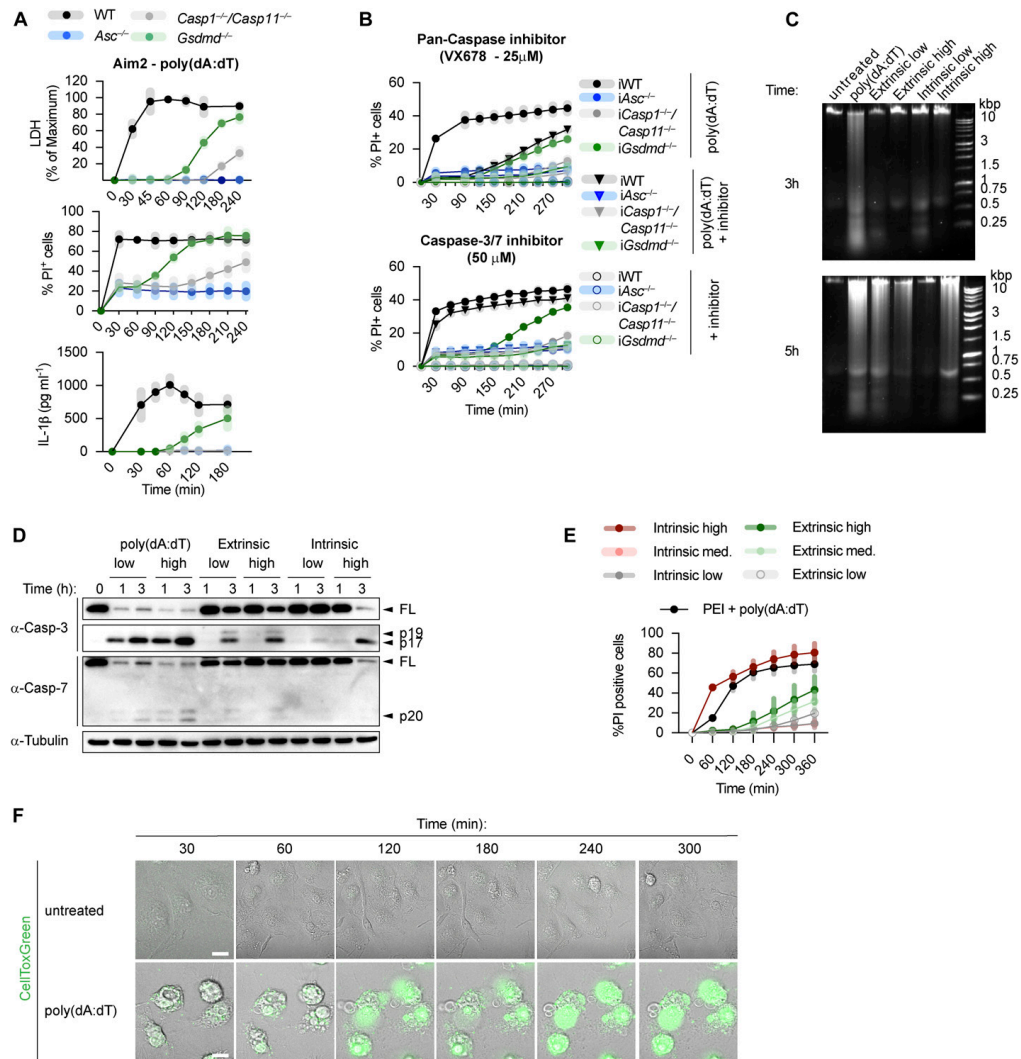 A
WT
Casp1–/–/Casp11–/–
Asc–/–
Gsdmd–/–
Aim2 - poly(dA:dT)
LDH
(% of Maximum)
120
100
80
60
40
20
0
0
30
45
60
90
120
180
240
% PI+ cells
100
80
60
40
20
0
0
30
60
90
120
150
180
210
240
IL-1β (pg ml-1)
1500
1000
500
0
0
30
60
120
180
Time (min)
B
Pan-Caspase inhibitor
(VX678 - 25µM)
% PI+ cells
60
40
20
0
30
90
150
210
270
Caspase-3/7 inhibitor
(50 µM)
% PI+ cells
60
40
20
0
30
90
150
210
270
Time (min)
iWT
iAsc–/–
iCasp1–/–/
Casp11–/–
iGsdmd–/–
poly(dA:dT)
iWT
iAsc–/–
iCasp1–/–/
Casp11–/–
iGsdmd–/–
poly(dA:dT)
+ inhibitor
iWT
iAsc–/–
iCasp1–/–/
Casp11–/–
iGsdmd–/–
+ inhibitor
C
Time:
untreated
poly(dA:dT)
Extrinsic low
Extrinsic high
Intrinsic low
Intrinsic high
kbp
10
3
1
1.5
0.75
0.5
0.25
3h
kbp
10
3
1.5
1
0.75
0.5
0.25
5h
D
poly(dA:dT)
Extrinsic
Intrinsic
low
high
low
high
low
high
Time (h):
0
1
3
1
3
1
3
1
3
1
3
1
3
α-Casp-3
FL
p19
p17
α-Casp-7
FL
p20
α-Tubulin
E
Intrinsic high
Extrinsic high
Intrinsic med.
Extrinsic med.
Intrinsic low
Extrinsic low
PEI + poly(dA:dT)
%PI positive cells
100
80
60
40
20
0
0
60
120
180
240
300
360
Time (min)
F
Time (min):
30
60
120
180
240
300
CellToxGreen
untreated
poly(dA:dT)